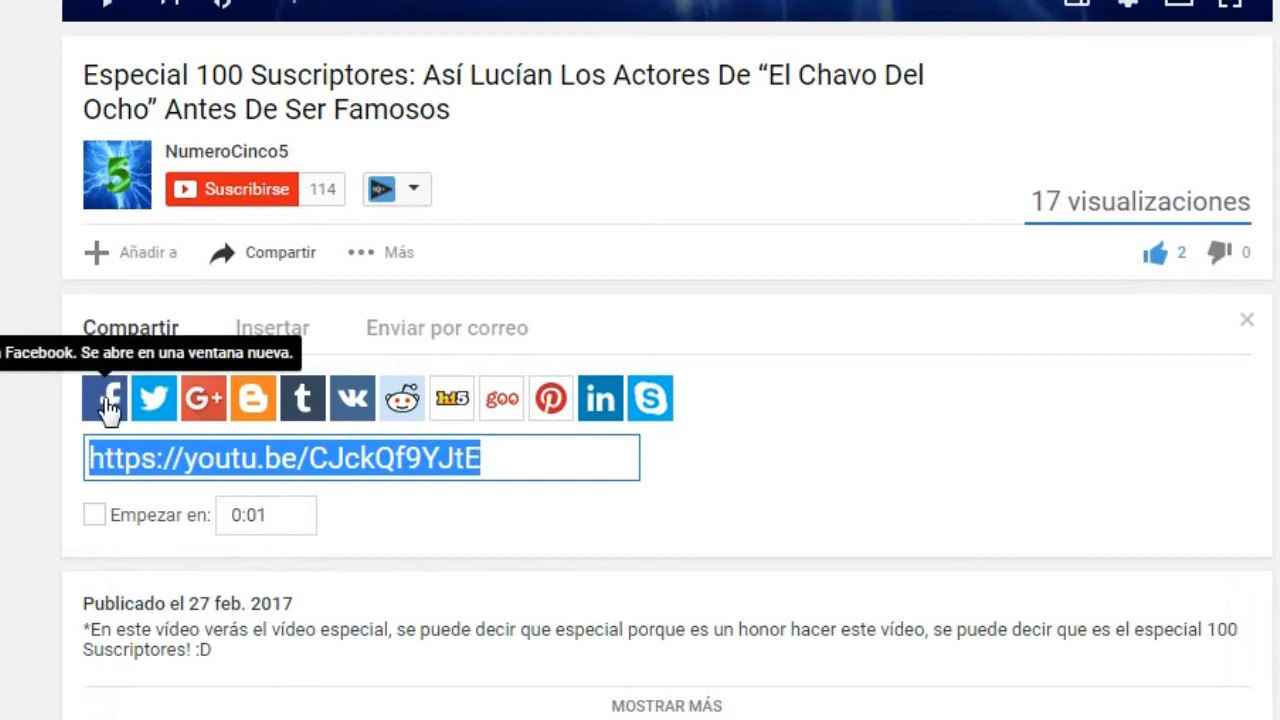 Especial 100 Suscriptores: Así Lucían Los Actores De “El Chavo Del
Ocho” Antes De Ser Famosos
5
NumeroCinco5
Suscribirse 114
17 visualizaciones
Añadir a Compartir Más 2 0
Compartir Insertar Enviar por correo
Facebook. Se abre en una ventana nueva.
f G+ B t goo in S
https://youtu.be/CJckQf9YJtE
Empezar en: 0:01
Publicado el 27 feb. 2017
*En este vídeo verás el vídeo especial, se puede decir que especial porque es un honor hacer este vídeo, se puede decir que es el especial 100
Suscriptores! :D
MOSTRAR MÁS